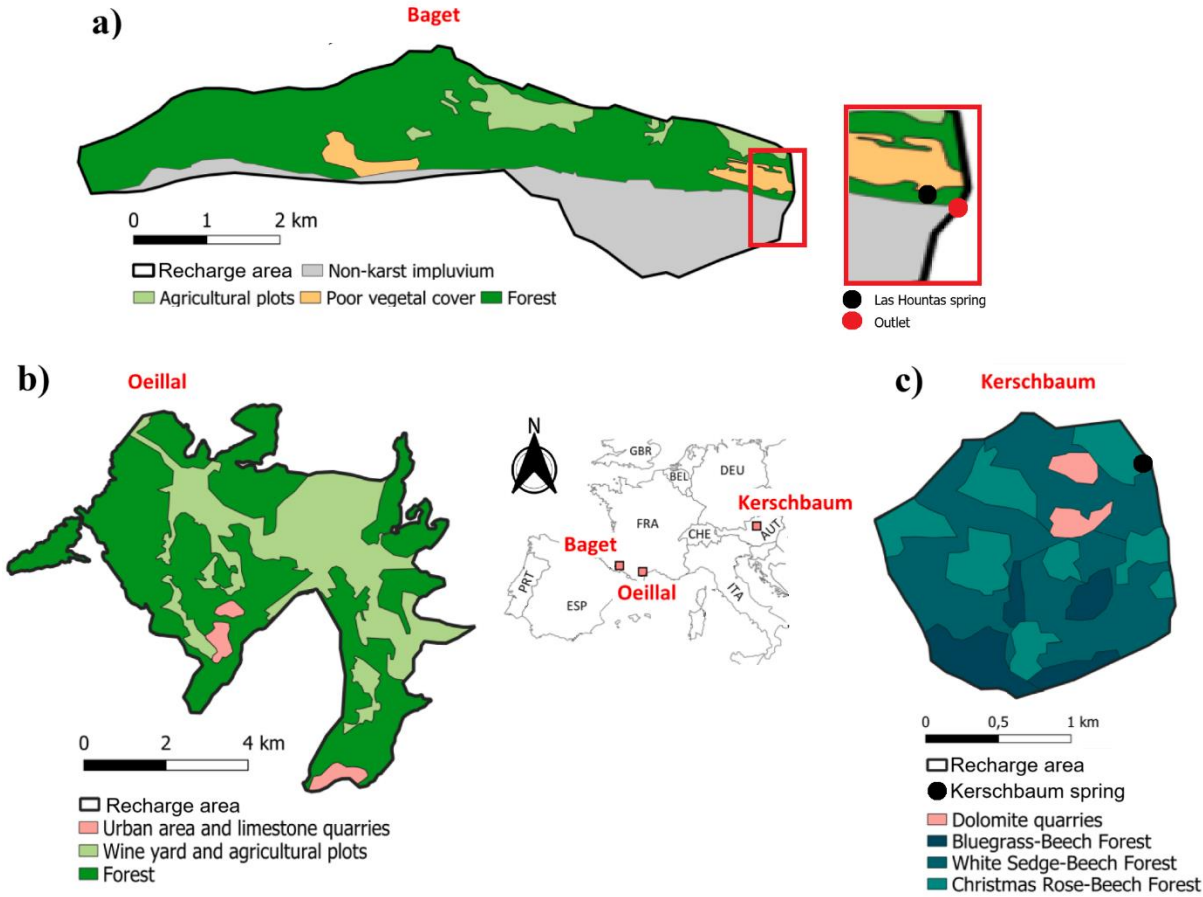 a)
Baget
0 1 2 km
Recharge area Non-karst impluvium
Agricultural plots Poor vegetal cover Forest
Las Hountas spring
Outlet
b)
Oeillal
0 2 4 km
Recharge area
Urban area and limestone quarries
Wine yard and agricultural plots
Forest
N
GBR
BEL
DEU
Kerschbaum
FRA
CHE
AUT
Baget
Oeillal
ITA
PRT
ESP
c)
Kerschbaum
0 0,5 1 km
Recharge area
Kerschbaum spring
Dolomite quarries
Bluegrass-Beech Forest
White Sedge-Beech Forest
Christmas Rose-Beech Forest